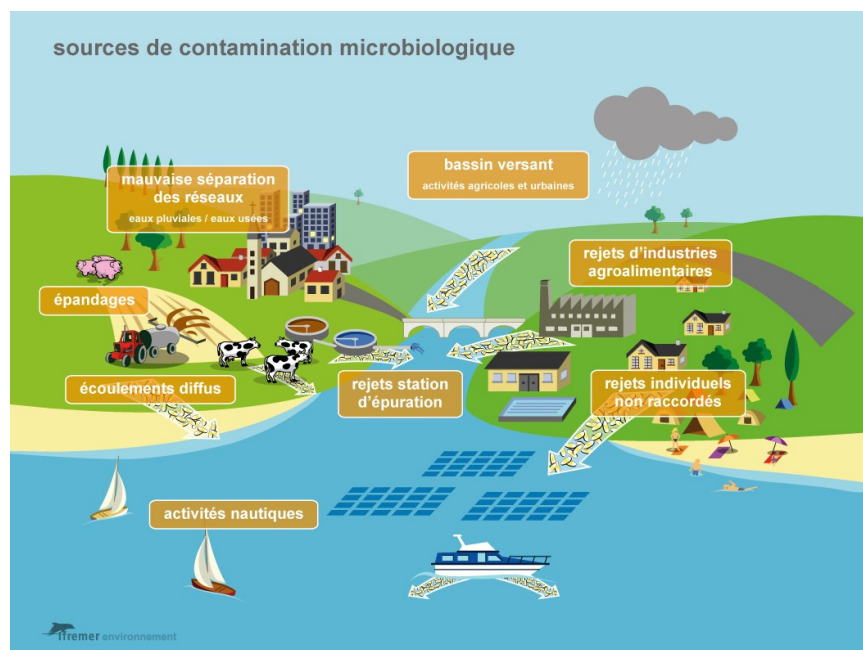 sources de contamination microbiologique
mauvaise séparation
des réseaux
eaux pluviales / eaux usées
bassin versant
activités agricoles et urbaines
rejets d'industries
agroalimentaires
épandages
écoulements diffus
rejets station
d'épuration
rejets individuels
non raccordés
activités nautiques
ifremer environnement